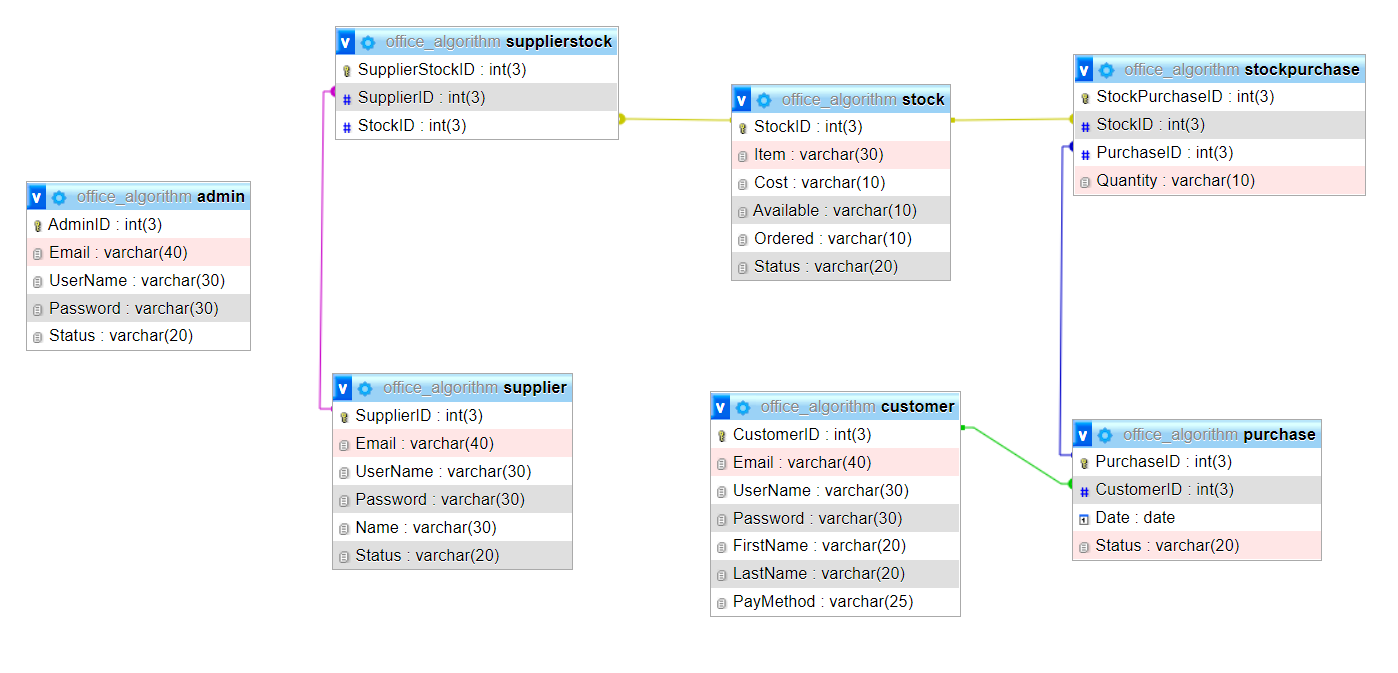 v office_algorithm supplierstock
SupplierStockID : int(3)
# SupplierID : int(3)
# StockID : int(3)
v office_algorithm stock
StockID : int(3)
Item : varchar(30)
Cost : varchar(10)
Available : varchar(10)
Ordered : varchar(10)
Status : varchar(20)
v office_algorithm stockpurchase
StockPurchaseID : int(3)
# StockID : int(3)
# PurchaseID : int(3)
Quantity : varchar(10)
v office_algorithm admin
AdminID : int(3)
Email : varchar(40)
UserName : varchar(30)
Password : varchar(30)
Status : varchar(20)
v office_algorithm supplier
SupplierID : int(3)
Email : varchar(40)
UserName : varchar(30)
Password : varchar(30)
Name : varchar(30)
Status : varchar(20)
v office_algorithm customer
CustomerID : int(3)
Email : varchar(40)
UserName : varchar(30)
Password : varchar(30)
FirstName : varchar(20)
LastName : varchar(20)
PayMethod : varchar(25)
v office_algorithm purchase
PurchaseID : int(3)
# CustomerID : int(3)
Date : date
Status : varchar(20)